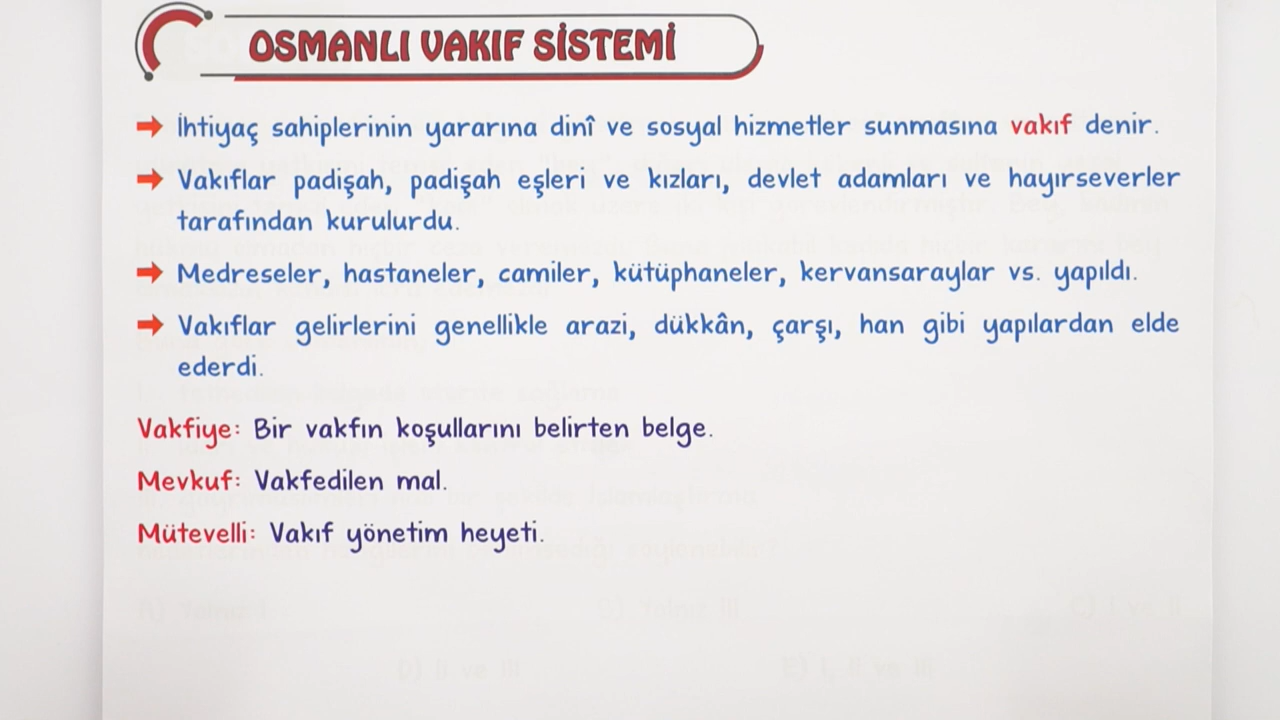 OSMANLI VAKIF SİSTEMİ
İhtiyaç sahiplerinin yararına dinî ve sosyal hizmetler sunmasına vakıf denir.
Vakıflar padişah, padişah eşleri ve kızları, devlet adamları ve hayırseverler
tarafından kurulurdu.
Medreseler, hastaneler, camiler, kütüphaneler, kervansaraylar vs. yapıldı.
Vakıflar gelirlerini genellikle arazi, dükkân, çarşı, han gibi yapılardan elde
ederdi.
Vakfiye: Bir vakfın koşullarını belirten belge.
Mevkuf: Vakfedilen mal.
Mütevelli: Vakıf yönetim heyeti.